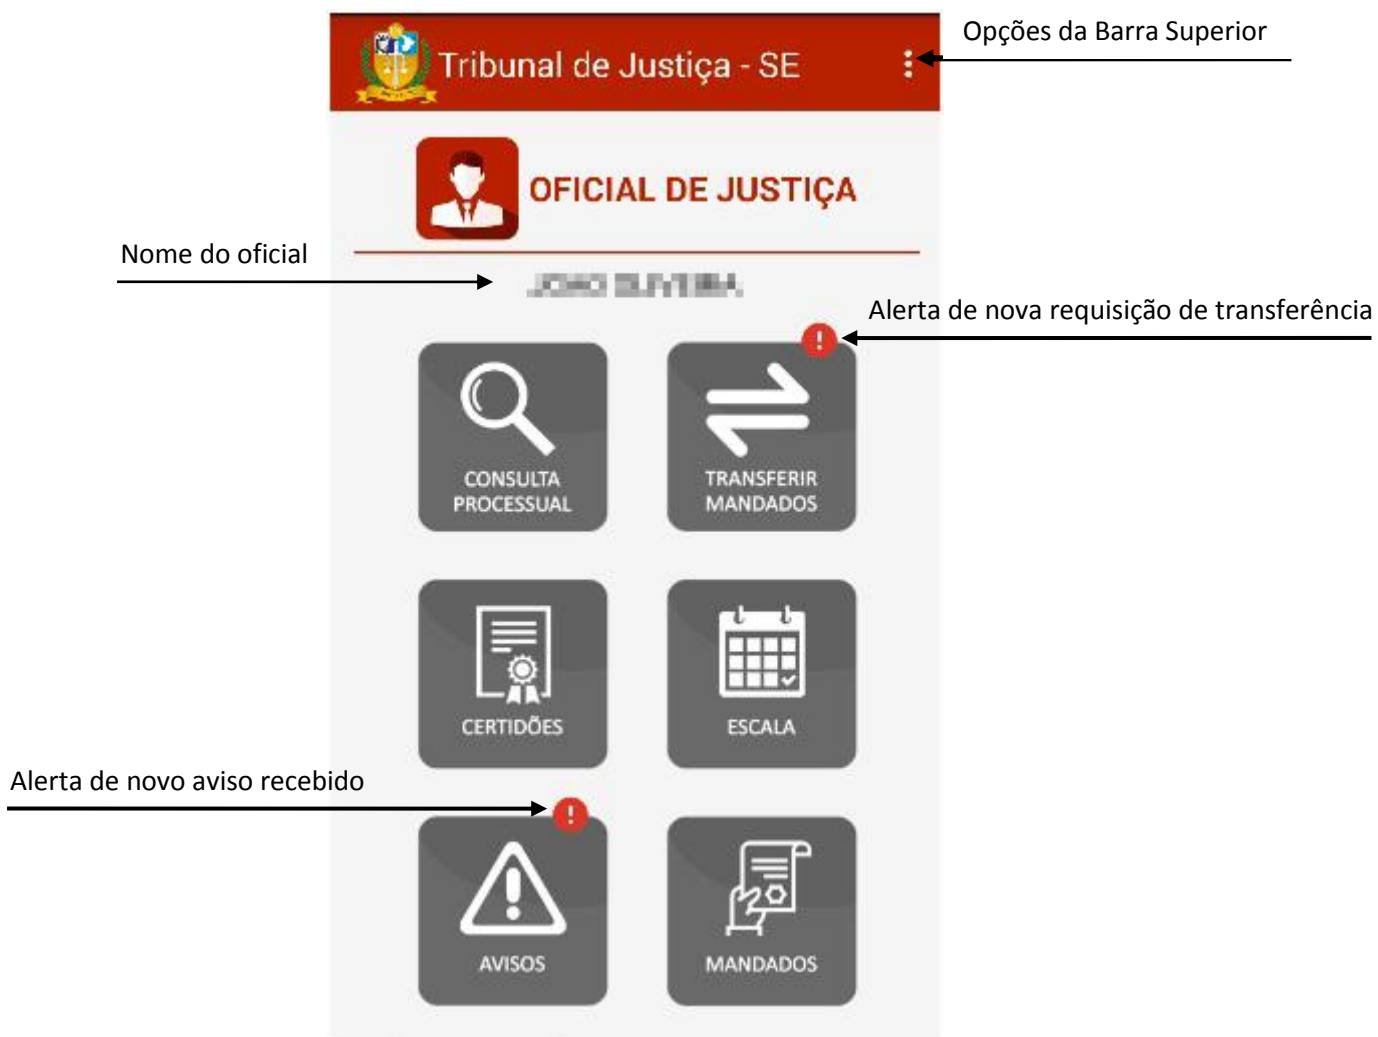 Opções da Barra Superior
Tribunal de Justiça - SE
OFICIAL DE JUSTIÇA
Nome do oficial
Alerta de nova requisição de transferência
CONSULTA
PROCESSUAL
TRANSFERIR
MANDADOS
CERTIDÕES
ESCALA
Alerta de novo aviso recebido
AVISOS
MANDADOS